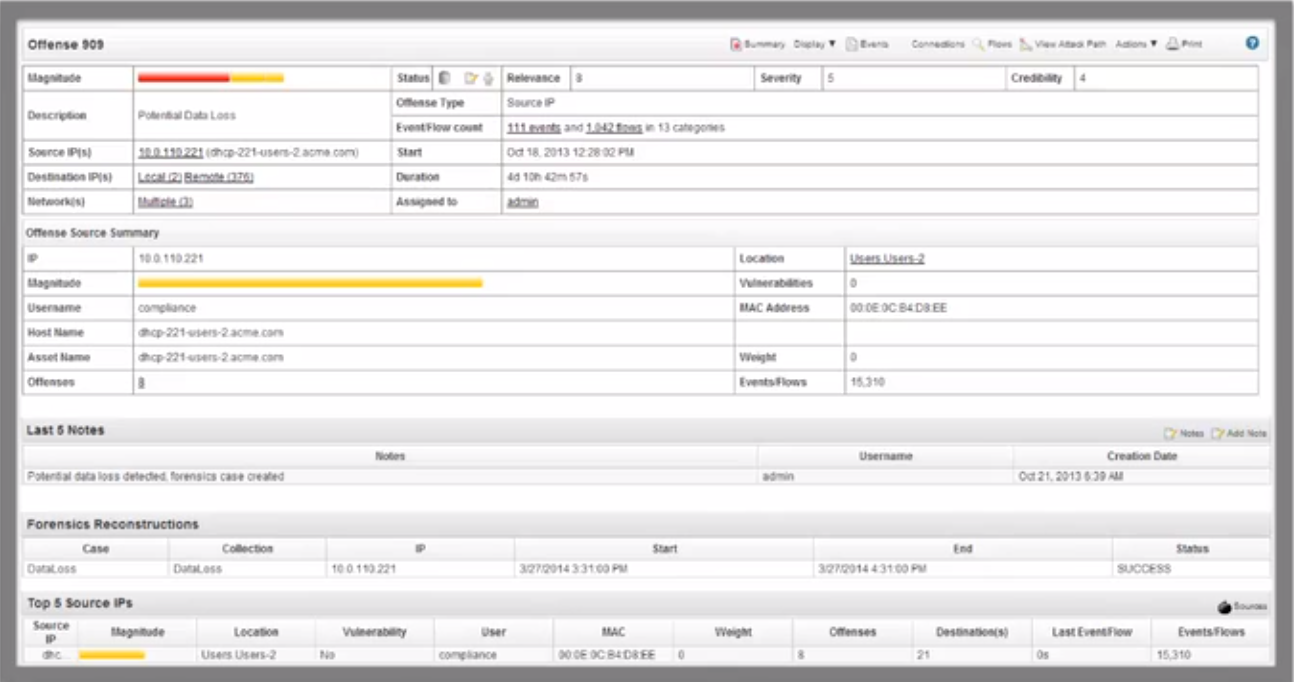 Offense 909
Summary Display ▼ Events Connections Flows View Attack Path Actions ▼ Print
Magnitude Status Relevance 8 Severity 5 Credibility 4
Description Potential Data Loss
Offense Type Source IP
Event/Flow count 111 events and 1,042 flows in 13 categories
Source IP(s) 10.0.110.221 (dhcp-221-users-2.acme.com) Start Oct 18, 2013 12:28:02 PM
Destination IP(s) Local (2) Remote (376) Duration 4d 10h 42m 57s
Network(s) Multiple (3) Assigned to admin
Offense Source Summary
IP 10.0.110.221 Location Users.Users-2
Magnitude Vulnerabilities 0
Username compliance MAC Address 00:0E:0C:B4:D8:EE
Host Name dhcp-221-users-2.acme.com
Asset Name dhcp-221-users-2.acme.com Weight 0
Offenses 8 Events/Flows 15,310
Last 5 Notes Notes Add Note
Notes Username Creation Date
Potential data loss detected, forensics case created admin Oct 21, 2013 6:39 AM
Forensics Reconstructions
Case Collection IP Start End Status
DataLoss DataLoss 10.0.110.221 3/27/2014 3:31:00 PM 3/27/2014 4:31:00 PM SUCCESS
Top 5 Source IPs Sources
Source IP Magnitude Location Vulnerability User MAC Weight Offenses Destination(s) Last Event/Flow Events/Flows
dhc... Users.Users-2 No compliance 00:0E:0C:B4:D8:EE 0 8 21 0s 15,310